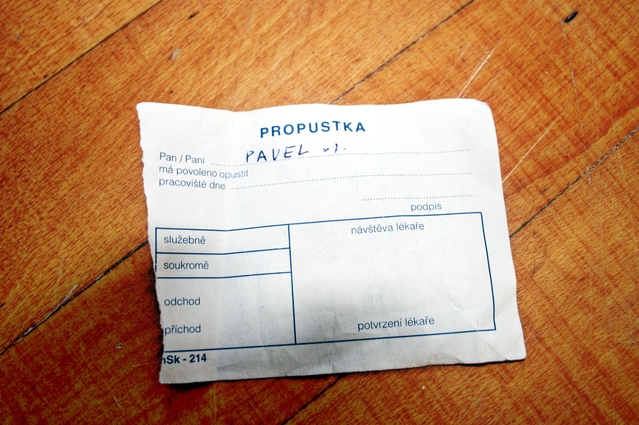 PROPUSTKA
Pan / Paní PAVEL
má povoleno opustit
pracoviště dne
podpis
služebně
návštěva lékaře
soukromě
odchod
příchod
potvrzení lékaře
nSk - 214